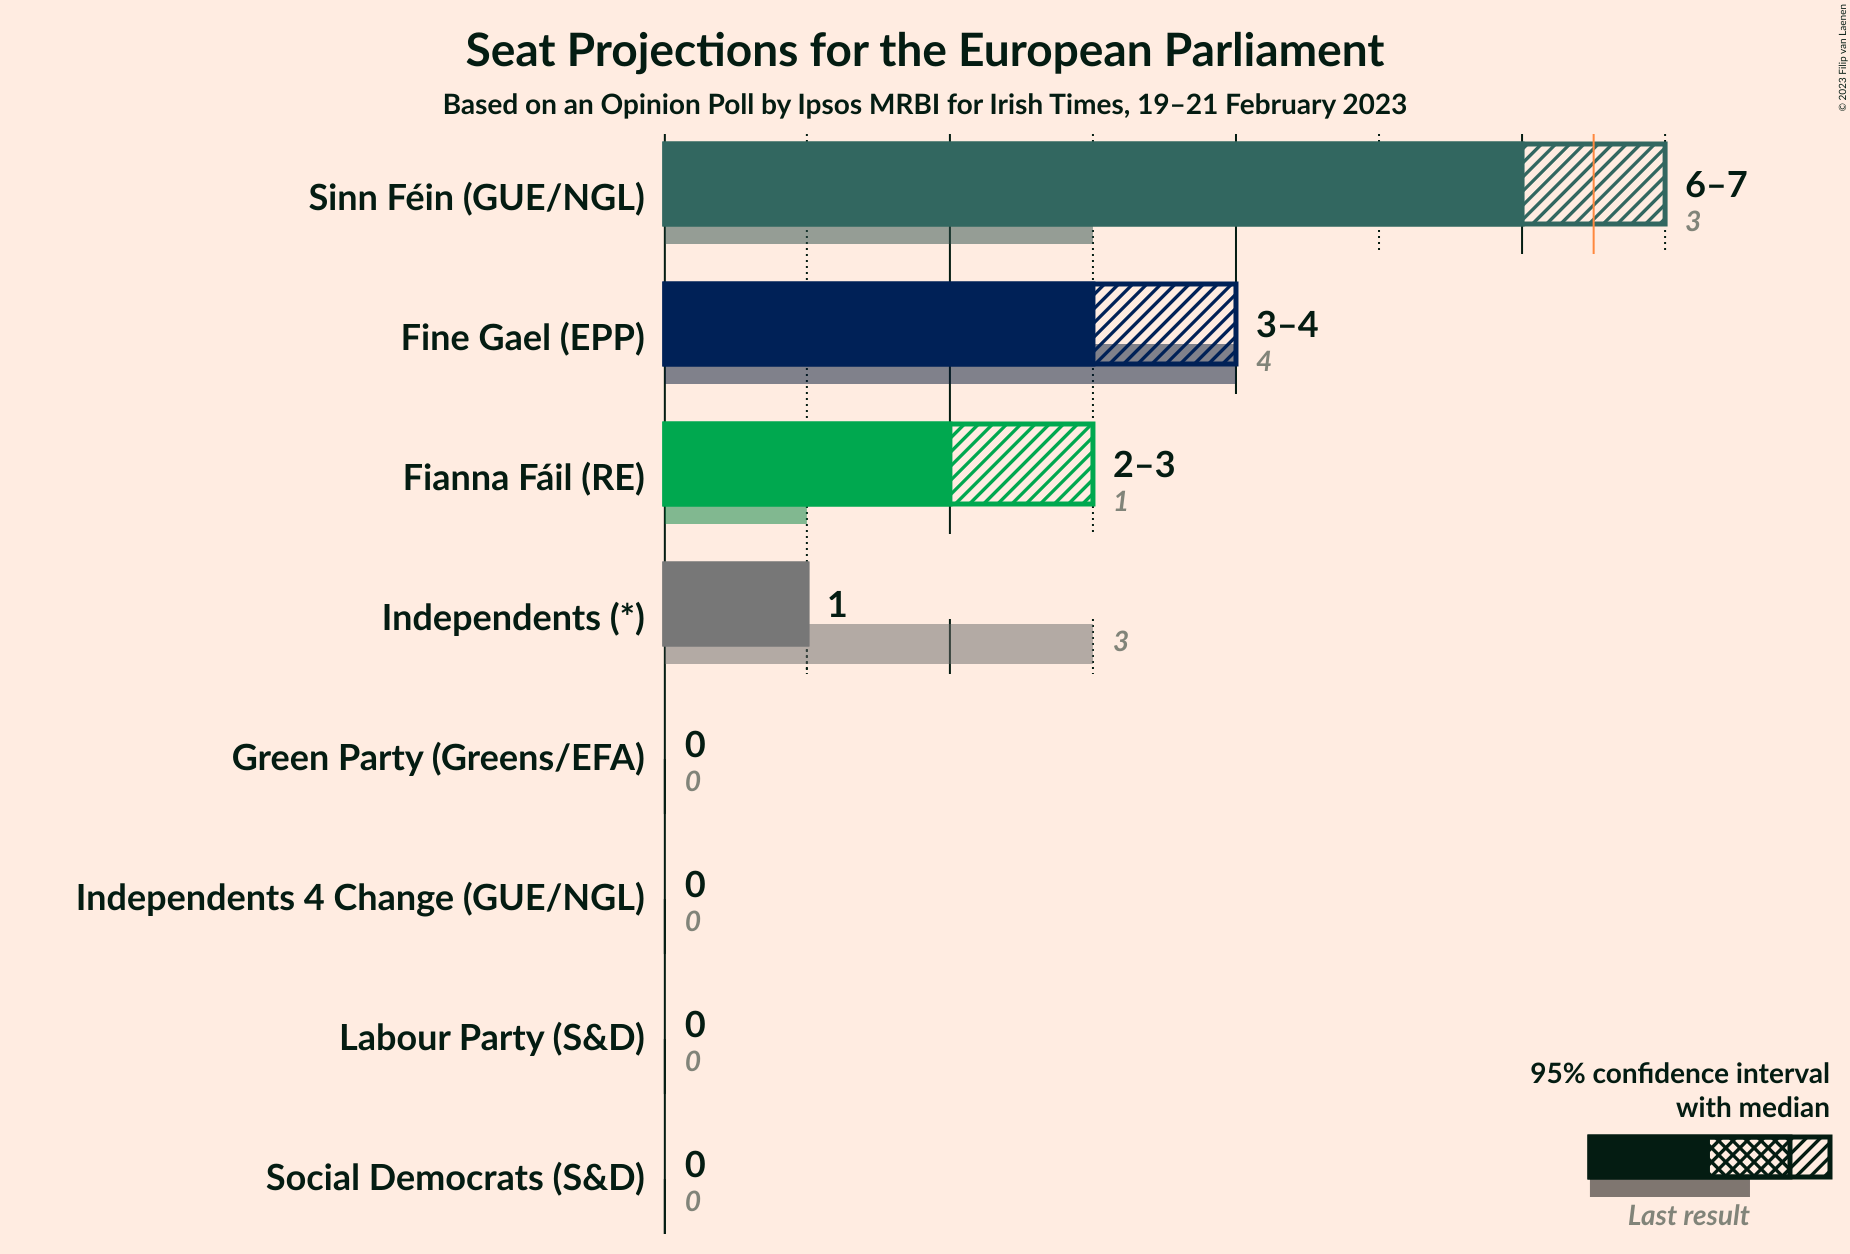 Seat Projections for the European Parliament
Based on an Opinion Poll by Ipsos MRBI for Irish Times, 19–21 February 2023
© 2023 Filip van Laenen
Sinn Féin (GUE/NGL)
6–7
3
Fine Gael (EPP)
3–4
4
Fianna Fáil (RE)
2–3
1
Independents (*)
1
3
Green Party (Greens/EFA)
0
0
Independents 4 Change (GUE/NGL)
0
0
Labour Party (S&D)
0
0
Social Democrats (S&D)
0
0
95% confidence interval
with median
Last result